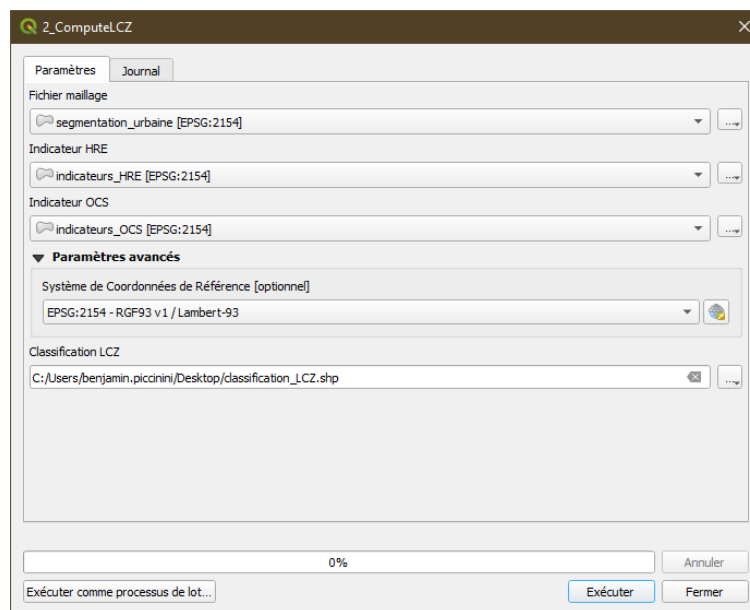 2_ComputeLCZ
Paramètres Journal
Fichier maillage
segmentation_urbaine [EPSG:2154]
...
Indicateur HRE
indicateurs_HRE [EPSG:2154]
...
Indicateur OCS
indicateurs_OCS [EPSG:2154]
...
Paramètres avancés
Système de Coordonnées de Référence [optionnel]
EPSG:2154 - RGF93 v1 / Lambert-93
Classification LCZ
C:/Users/benjamin.piccinini/Desktop/classification_LCZ.shp
...
0% Annuler
Exécuter comme processus de lot... Exécuter Fermer